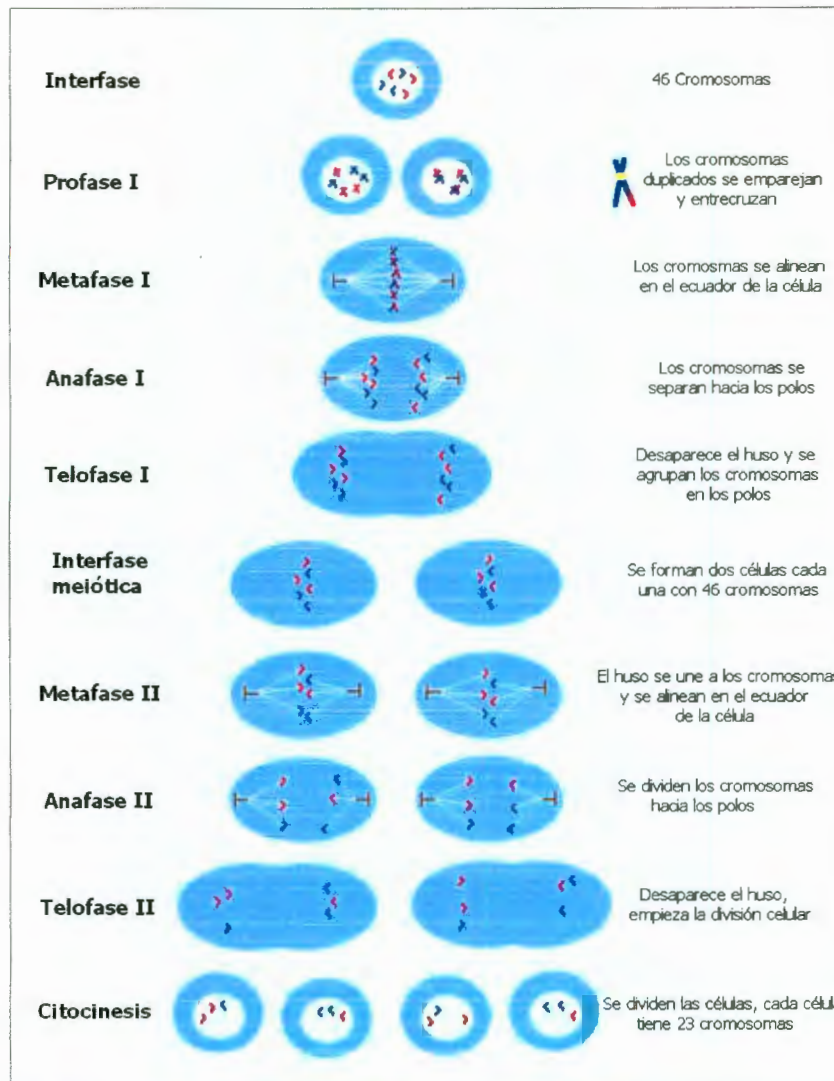 Interfase
46 Cromosomas
Profase I
Los cromosomas
duplicados se emparejan
y entrecruzan
Metafase I
Los cromosmas se alinean
en el ecuador de la célula
Anafase I
Los cromosomas se
separan hacia los polos
Telofase I
Desaparece el huso y se
agrupan los cromosomas
en los polos
Interfase
meiótica
Se forman dos células cada
una con 46 cromosomas
Metafase II
El huso se une a los cromosomas
y se alinean en el ecuador
de la célula
Anafase II
Se dividen los cromosomas
hacia los polos
Telofase II
Desaparece el huso,
empieza la división celular
Citocinesis
Se dividen las células, cada célula
tiene 23 cromosomas